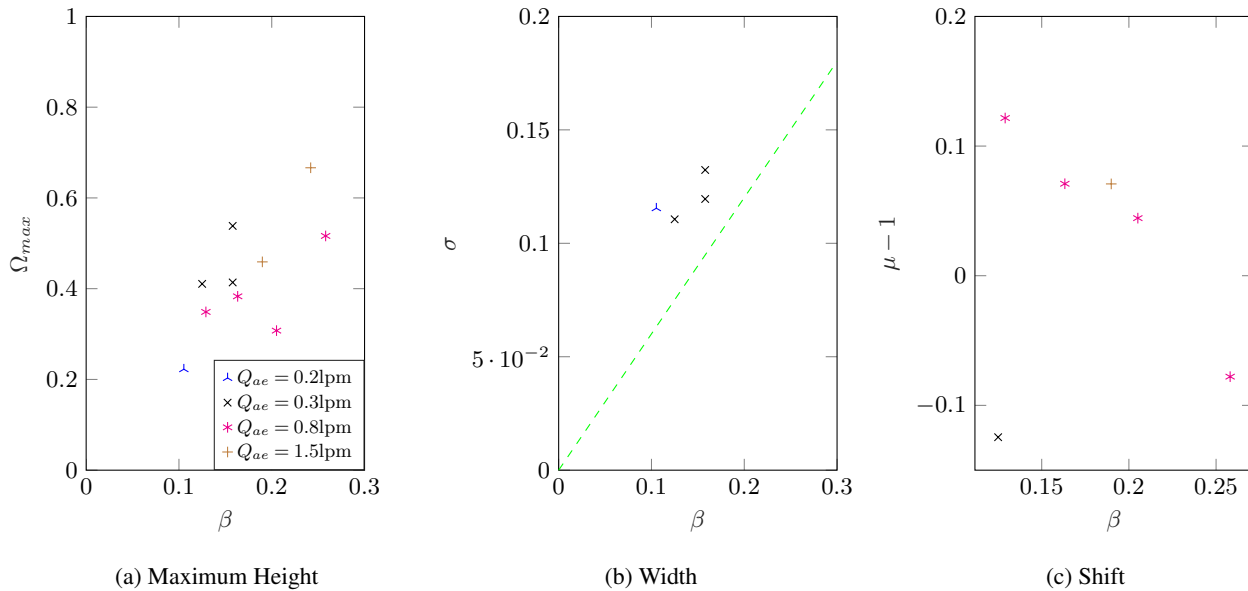 1
0.8
0.6
0.4
0.2
0
Ω_max
0 0.1 0.2 0.3
β
Q_ae = 0.2lpm
Q_ae = 0.3lpm
Q_ae = 0.8lpm
Q_ae = 1.5lpm
(a) Maximum Height
0.2
0.15
0.1
5 · 10⁻²
0
σ
0 0.1 0.2 0.3
β
(b) Width
0.2
0.1
0
−0.1
μ − 1
0.15 0.2 0.25
β
(c) Shift